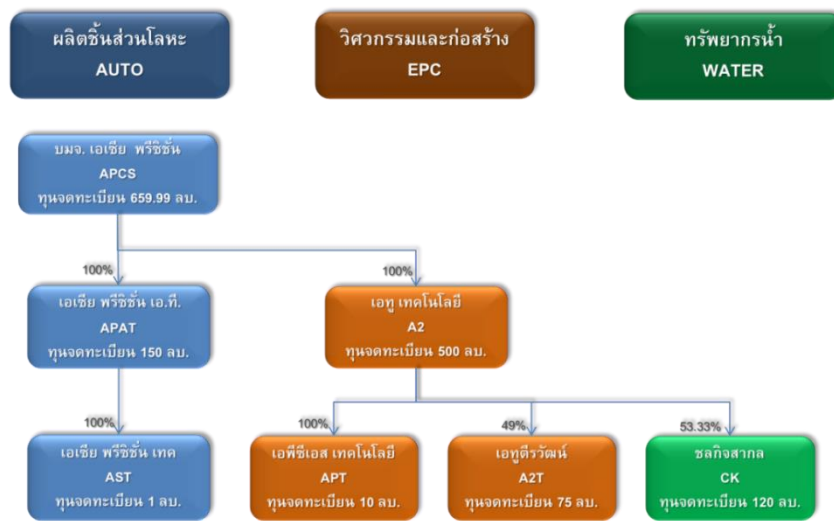 ผลิตชิ้นส่วนโลหะ
AUTO
วิศวกรรมและก่อสร้าง
EPC
ทรัพยากรน้ำ
WATER
บมจ. เอเซีย พรีซิชั่น
APCS
ทุนจดทะเบียน 659.99 ลบ.
100%
100%
เอเซีย พรีซิชั่น เอ.ที.
APAT
ทุนจดทะเบียน 150 ลบ.
เอทู เทคโนโลยี
A2
ทุนจดทะเบียน 500 ลบ.
100%
100%
49%
53.33%
เอเซีย พรีซิชั่น เทค
AST
ทุนจดทะเบียน 1 ลบ.
เอพีซีเอส เทคโนโลยี
APT
ทุนจดทะเบียน 10 ลบ.
เอทูตีรวัฒน์
A2T
ทุนจดทะเบียน 75 ลบ.
ชลกิจสากล
CK
ทุนจดทะเบียน 120 ลบ.